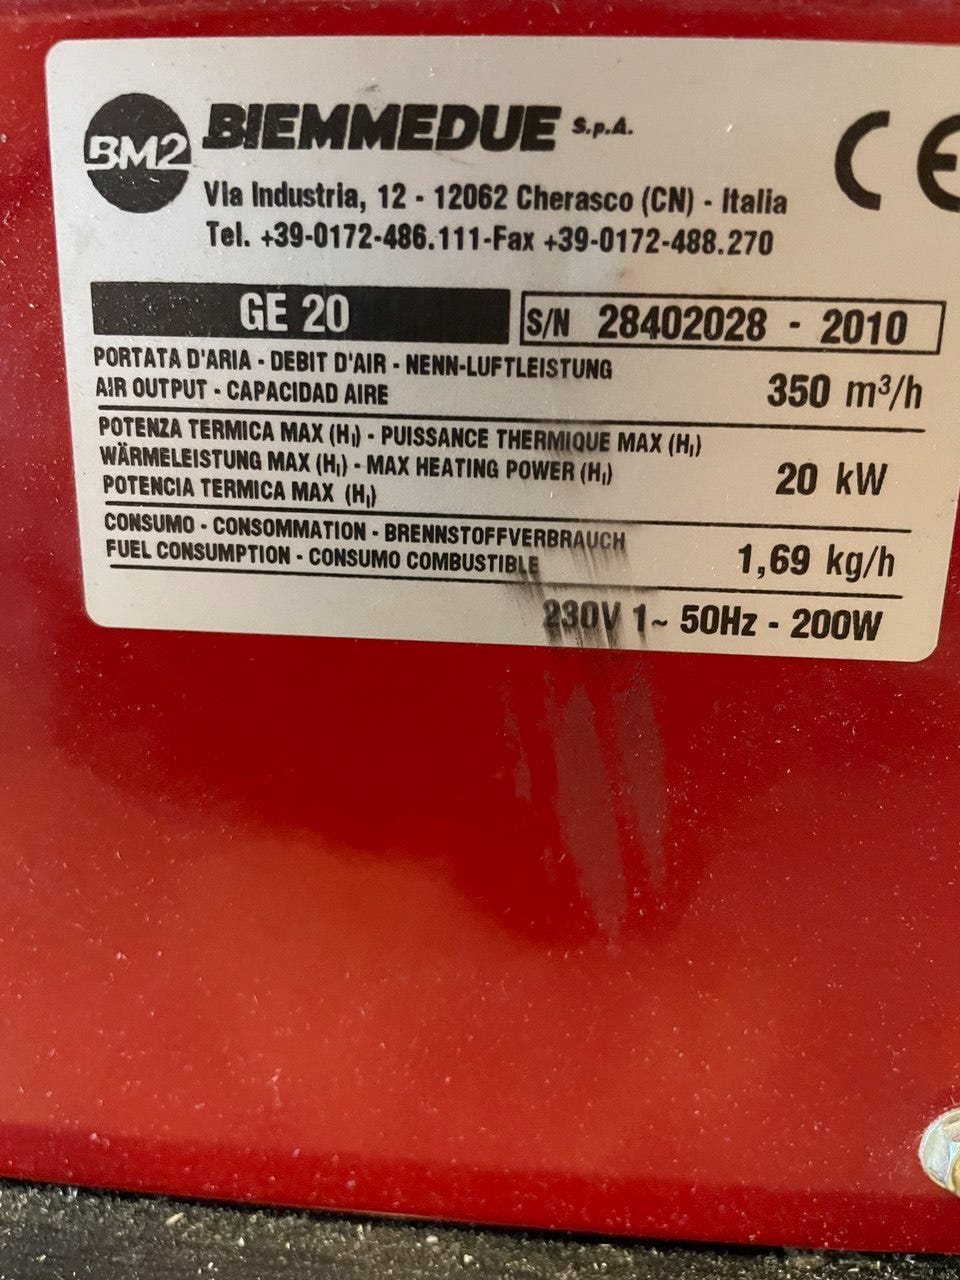 BM2 BIEMMEDUE S.p.A. CE
Via Industria, 12 - 12062 Cherasco (CN) - Italia
Tel. +39-0172-486.111-Fax +39-0172-488.270
GE 20 S/N 28402028 - 2010
PORTATA D'ARIA - DEBIT D'AIR - NENN-LUFTLEISTUNG
AIR OUTPUT - CAPACIDAD AIRE 350 m³/h
POTENZA TERMICA MAX (Hᵢ) - PUISSANCE THERMIQUE MAX (Hᵢ)
WÄRMELEISTUNG MAX (Hᵢ) - MAX HEATING POWER (Hᵢ) 20 kW
POTENCIA TERMICA MAX (Hᵢ)
CONSUMO - CONSOMMATION - BRENNSTOFFVERBRAUCH
FUEL CONSUMPTION - CONSUMO COMBUSTIBLE 1,69 kg/h
230V 1~ 50Hz - 200W